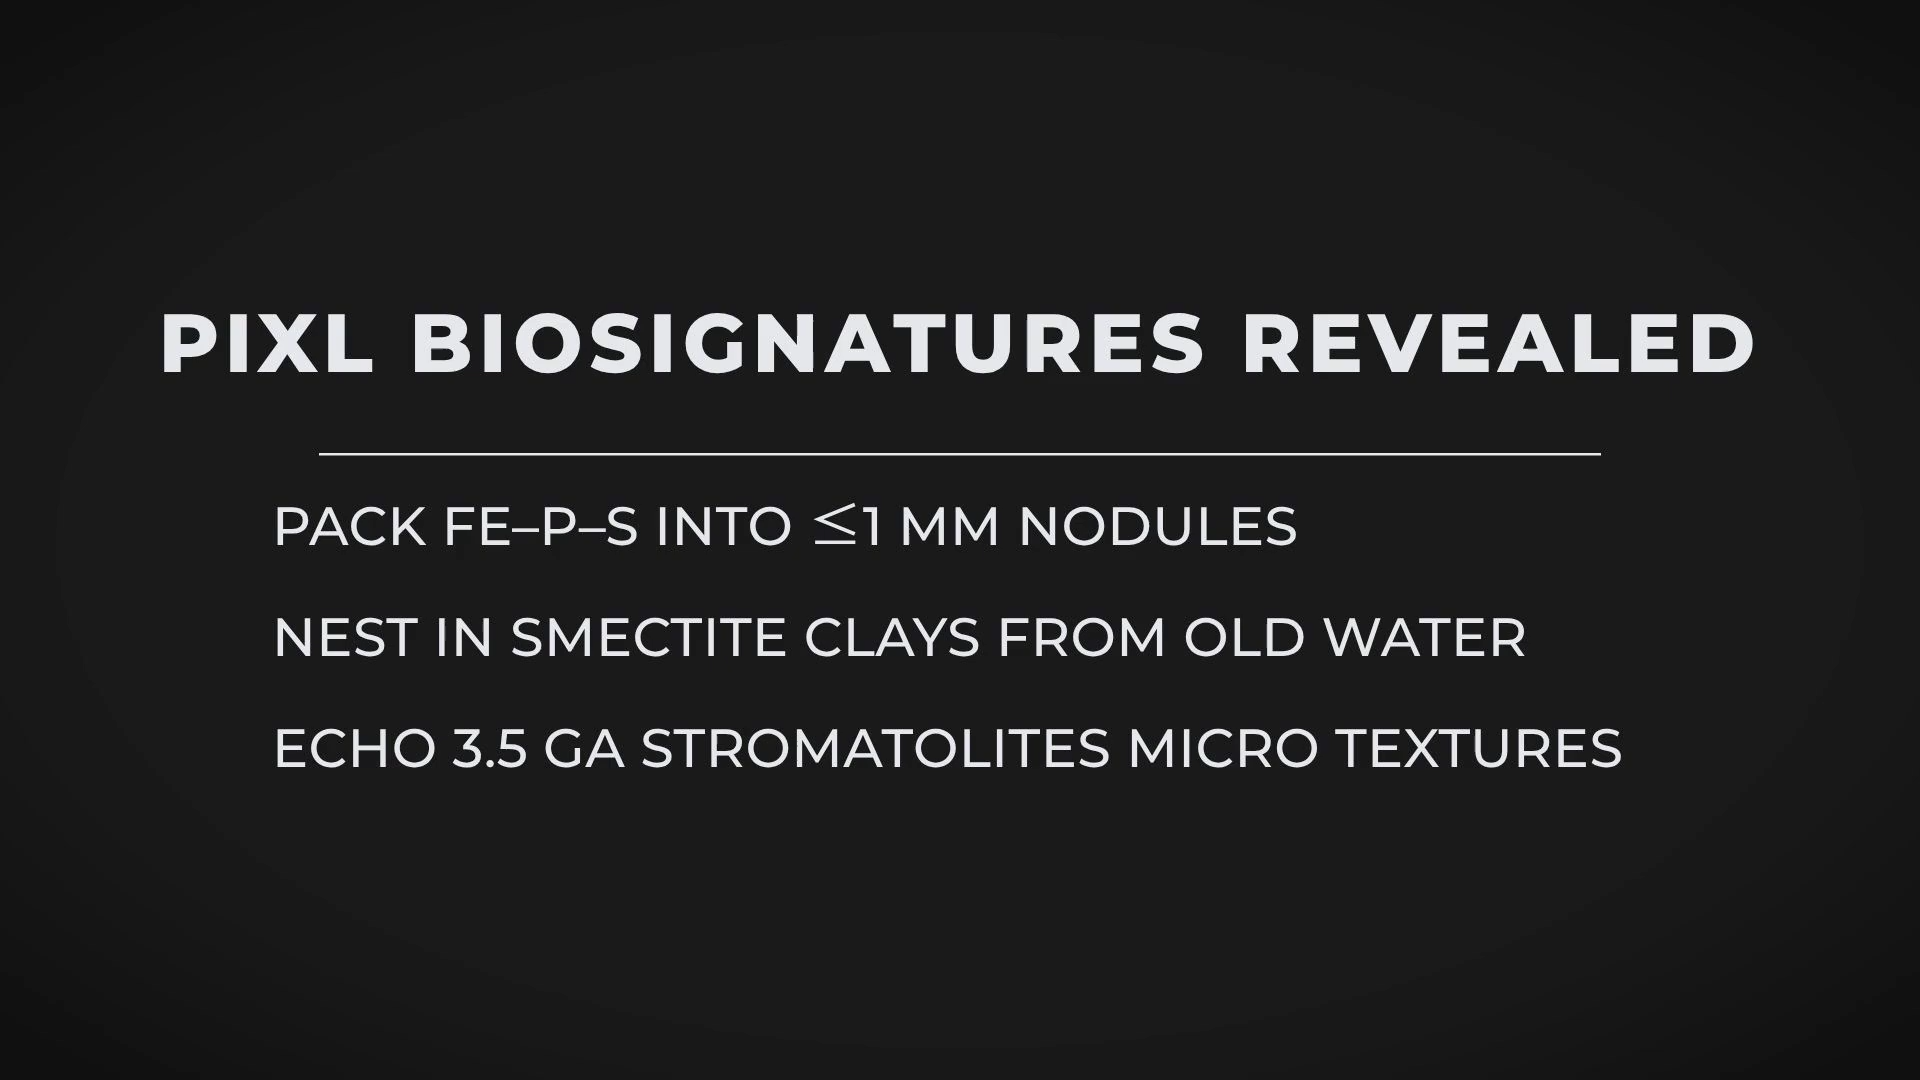 PIXL BIOSIGNATURES REVEALED
PACK FE–P–S INTO ≤1 MM NODULES
NEST IN SMECTITE CLAYS FROM OLD WATER
ECHO 3.5 GA STROMATOLITES MICRO TEXTURES